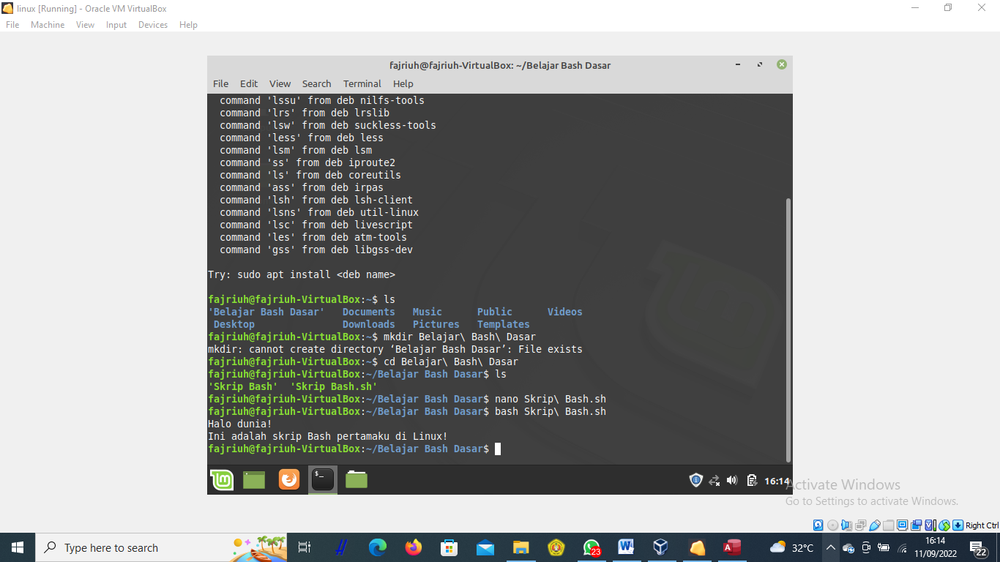 linux [Running] - Oracle VM VirtualBox
File Machine View Input Devices Help
fajriuh@fajriuh-VirtualBox: ~/Belajar Bash Dasar
File Edit View Search Terminal Help
command 'lssu' from deb nilfs-tools
command 'lrs' from deb lrslib
command 'lsw' from deb suckless-tools
command 'less' from deb less
command 'lsm' from deb lsm
command 'ss' from deb iproute2
command 'ls' from deb coreutils
command 'ass' from deb irpas
command 'lsh' from deb lsh-client
command 'lsns' from deb util-linux
command 'lsc' from deb livescript
command 'les' from deb atm-tools
command 'gss' from deb libgss-dev
Try: sudo apt install <deb name>
fajriuh@fajriuh-VirtualBox:~$ ls
'Belajar Bash Dasar' Documents Music Public Videos
Desktop Downloads Pictures Templates
fajriuh@fajriuh-VirtualBox:~$ mkdir Belajar\ Bash\ Dasar
mkdir: cannot create directory ‘Belajar Bash Dasar’: File exists
fajriuh@fajriuh-VirtualBox:~$ cd Belajar\ Bash\ Dasar
fajriuh@fajriuh-VirtualBox:~/Belajar Bash Dasar$ ls
'Skrip Bash' 'Skrip Bash.sh'
fajriuh@fajriuh-VirtualBox:~/Belajar Bash Dasar$ nano Skrip\ Bash.sh
fajriuh@fajriuh-VirtualBox:~/Belajar Bash Dasar$ bash Skrip\ Bash.sh
Halo dunia!
Ini adalah skrip Bash pertamaku di Linux!
fajriuh@fajriuh-VirtualBox:~/Belajar Bash Dasar$
16:14
Activate Windows
Go to Settings to activate Windows.
Right Ctrl
Type here to search
23
32°C
16:14
11/09/2022
22